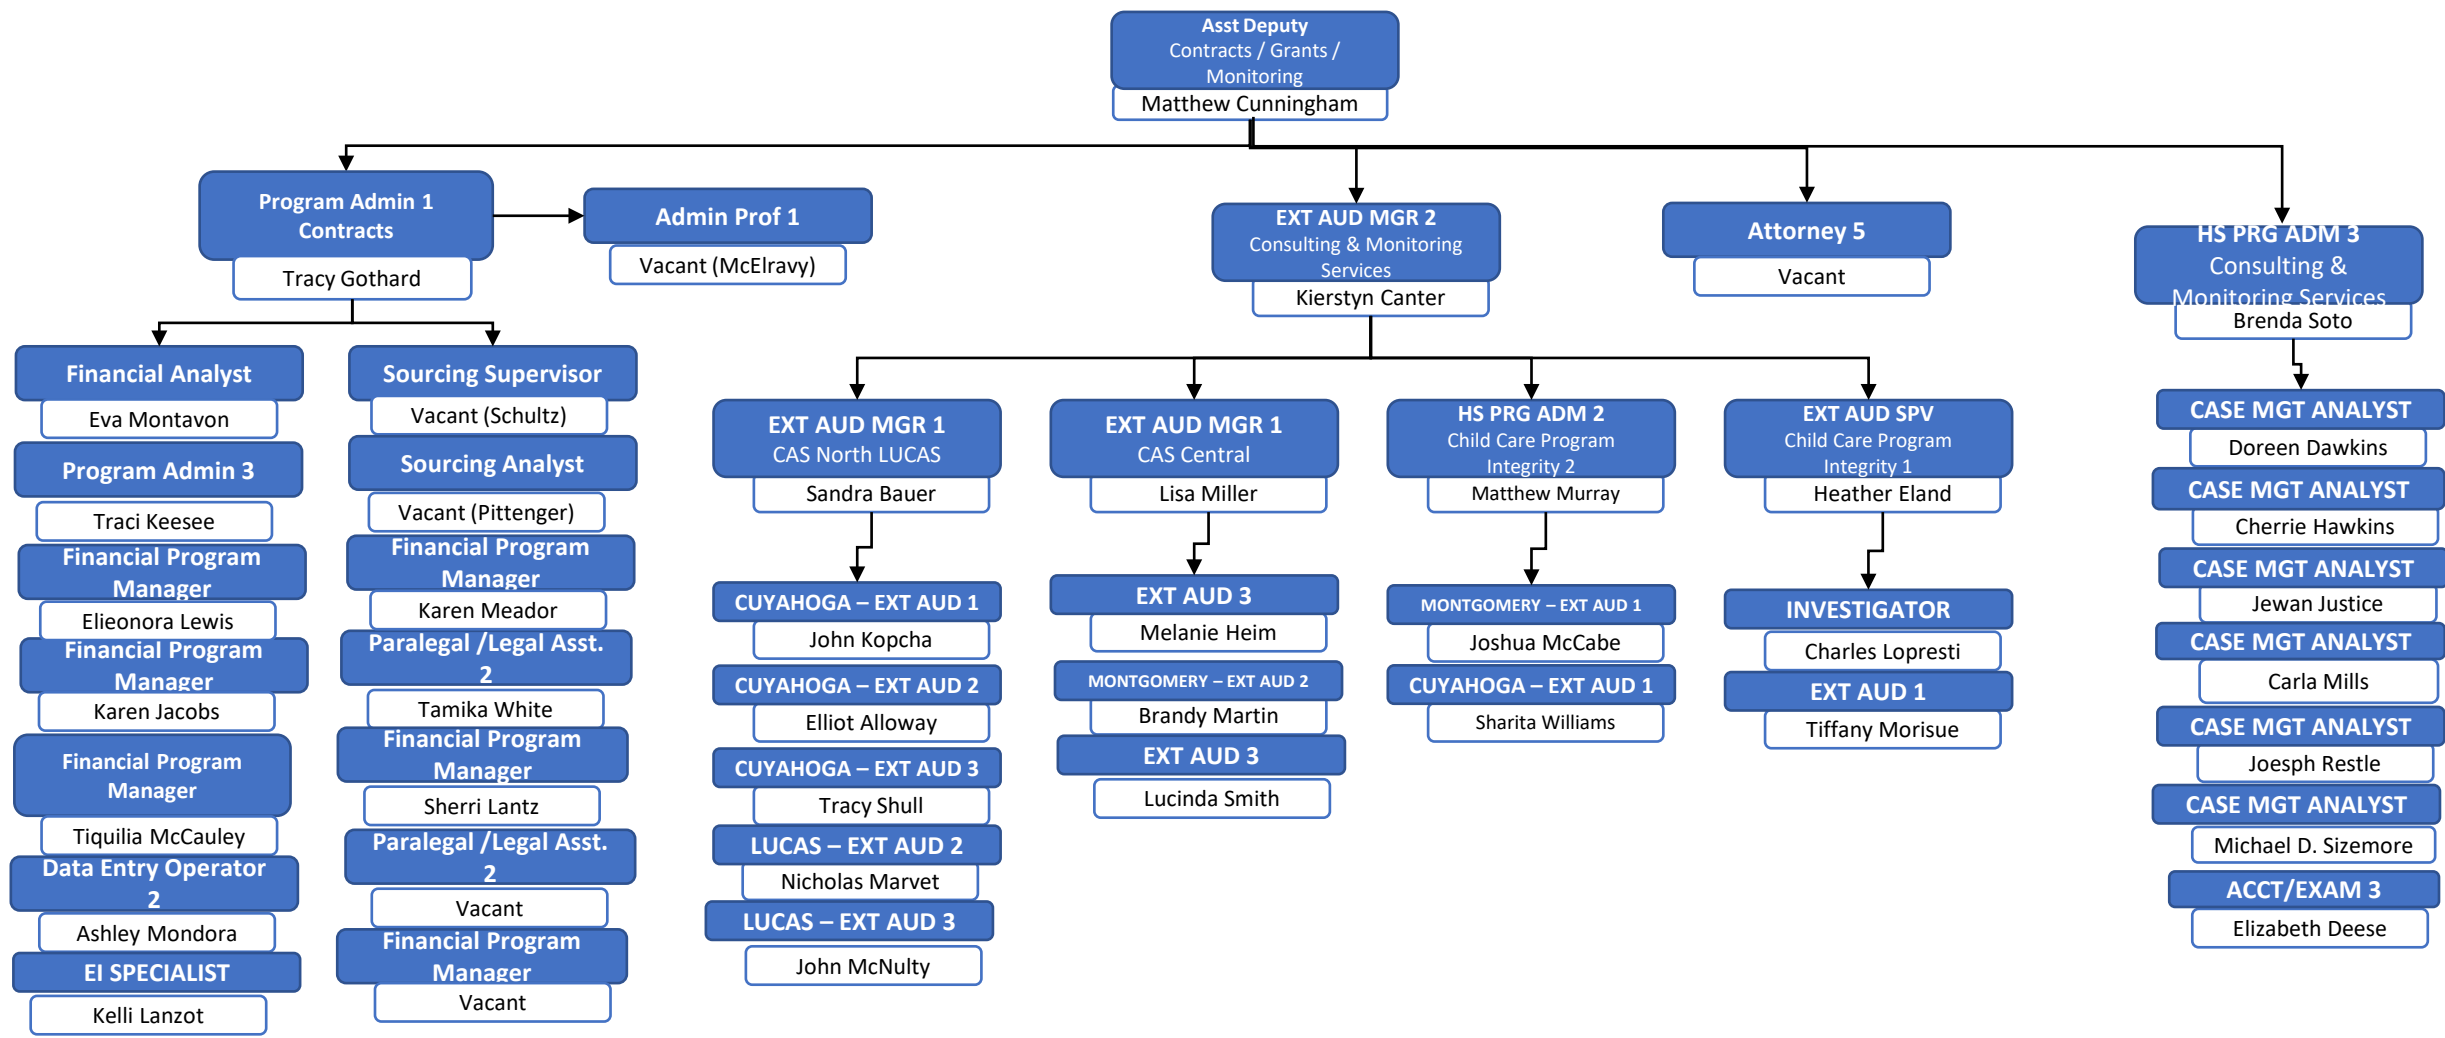 Asst Deputy
Contracts / Grants /
Monitoring
Matthew Cunningham
Program Admin 1
Contracts
Tracy Gothard
Admin Prof 1
Vacant (McElravy)
EXT AUD MGR 2
Consulting & Monitoring
Services
Kierstyn Canter
Attorney 5
Vacant
HS PRG ADM 3
Consulting &
Monitoring Services
Brenda Soto
Financial Analyst
Eva Montavon
Program Admin 3
Traci Keesee
Financial Program
Manager
Elieonora Lewis
Financial Program
Manager
Karen Jacobs
Financial Program
Manager
Tiquilia McCauley
Data Entry Operator
2
Ashley Mondora
EI SPECIALIST
Kelli Lanzot
Sourcing Supervisor
Vacant (Schultz)
Sourcing Analyst
Vacant (Pittenger)
Financial Program
Manager
Karen Meador
Paralegal /Legal Asst.
2
Tamika White
Financial Program
Manager
Sherri Lantz
Paralegal /Legal Asst.
2
Vacant
Financial Program
Manager
Vacant
EXT AUD MGR 1
CAS North LUCAS
Sandra Bauer
CUYAHOGA – EXT AUD 1
John Kopcha
CUYAHOGA – EXT AUD 2
Elliot Alloway
CUYAHOGA – EXT AUD 3
Tracy Shull
LUCAS – EXT AUD 2
Nicholas Marvet
LUCAS – EXT AUD 3
John McNulty
EXT AUD MGR 1
CAS Central
Lisa Miller
EXT AUD 3
Melanie Heim
MONTGOMERY – EXT AUD 2
Brandy Martin
EXT AUD 3
Lucinda Smith
HS PRG ADM 2
Child Care Program
Integrity 2
Matthew Murray
MONTGOMERY – EXT AUD 1
Joshua McCabe
CUYAHOGA – EXT AUD 1
Sharita Williams
EXT AUD SPV
Child Care Program
Integrity 1
Heather Eland
INVESTIGATOR
Charles Lopresti
EXT AUD 1
Tiffany Morisue
CASE MGT ANALYST
Doreen Dawkins
CASE MGT ANALYST
Cherrie Hawkins
CASE MGT ANALYST
Jewan Justice
CASE MGT ANALYST
Carla Mills
CASE MGT ANALYST
Joesph Restle
CASE MGT ANALYST
Michael D. Sizemore
ACCT/EXAM 3
Elizabeth Deese